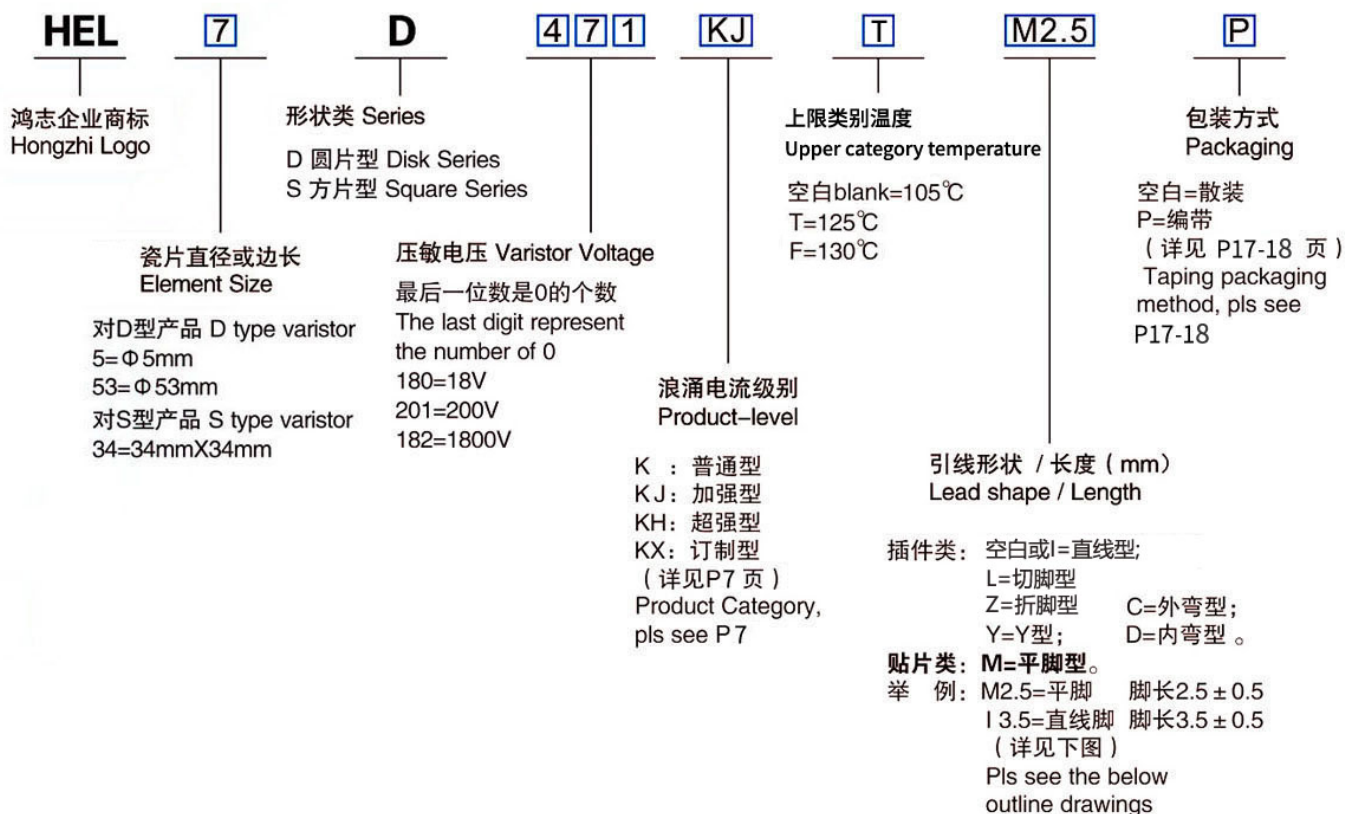 HEL 7 D 4 7 1 KJ T M2.5 P
鸿志企业商标
Hongzhi Logo
瓷片直径或边长
Element Size
对D型产品 D type varistor
5=Φ5mm
53=Φ53mm
对S型产品 S type varistor
34=34mmX34mm
形状类 Series
D 圆片型 Disk Series
S 方片型 Square Series
压敏电压 Varistor Voltage
最后一位数是0的个数
The last digit represent
the number of 0
180=18V
201=200V
182=1800V
浪涌电流级别
Product-level
K : 普通型
KJ: 加强型
KH: 超强型
KX: 订制型
(详见P7 页)
Product Category,
pls see P7
上限类别温度
Upper category temperature
空白blank=105℃
T=125℃
F=130℃
引线形状 / 长度(mm)
Lead shape / Length
插件类: 空白或I=直线型;
L=切脚型
Z=折脚型 C=外弯型;
Y=Y型; D=内弯型。
贴片类: M=平脚型。
举 例: M2.5=平脚 脚长2.5±0.5
I 3.5=直线脚 脚长3.5±0.5
(详见下图)
Pls see the below
outline drawings
包装方式
Packaging
空白=散装
P=编带
(详见 P17-18 页)
Taping packaging
method, pls see
P17-18